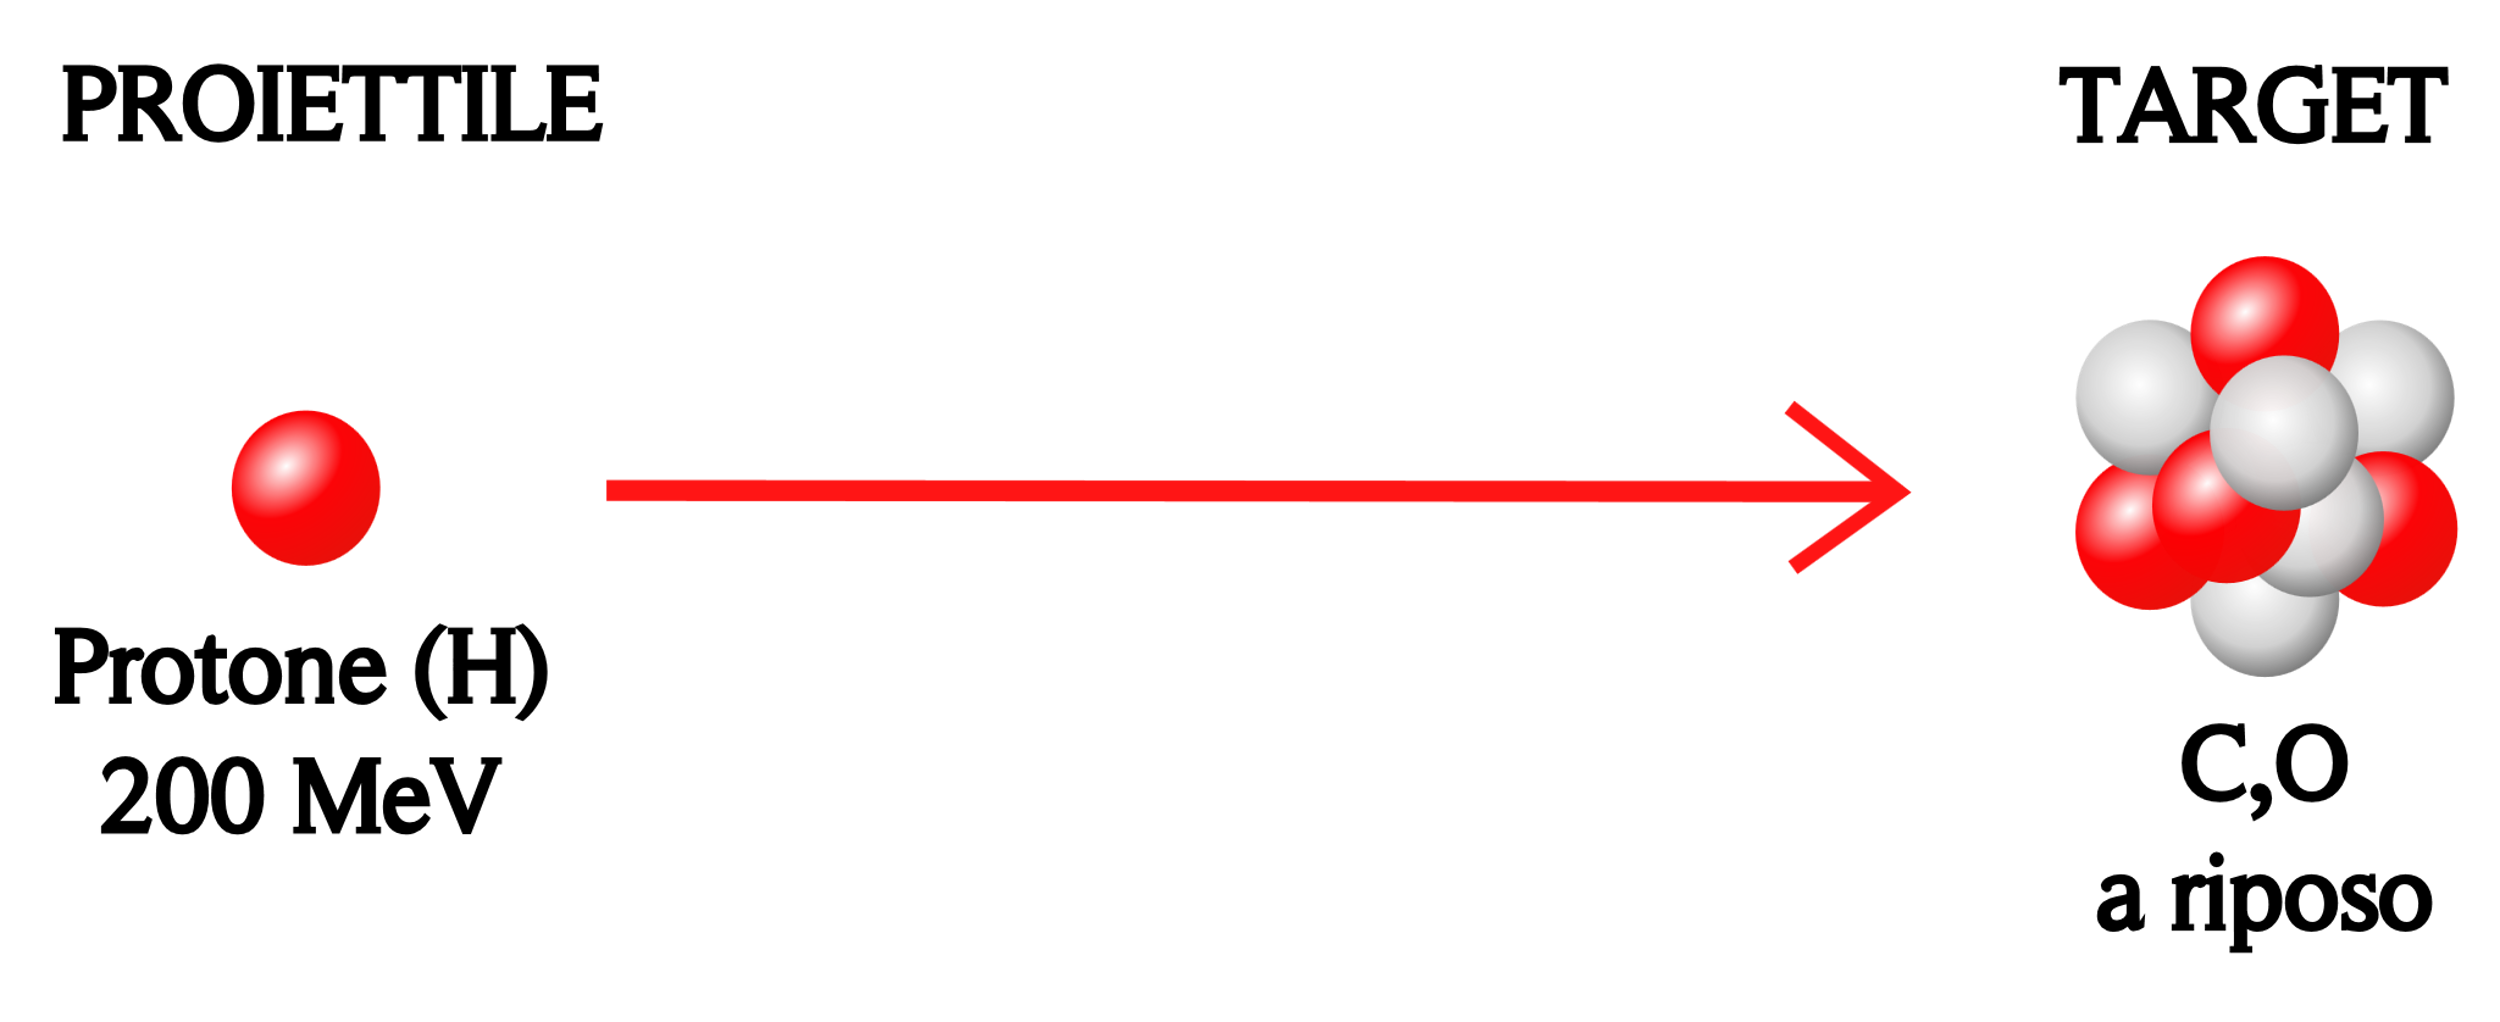 PROIETTILE
TARGET
Protone (H)
200 MeV
C,O
a riposo